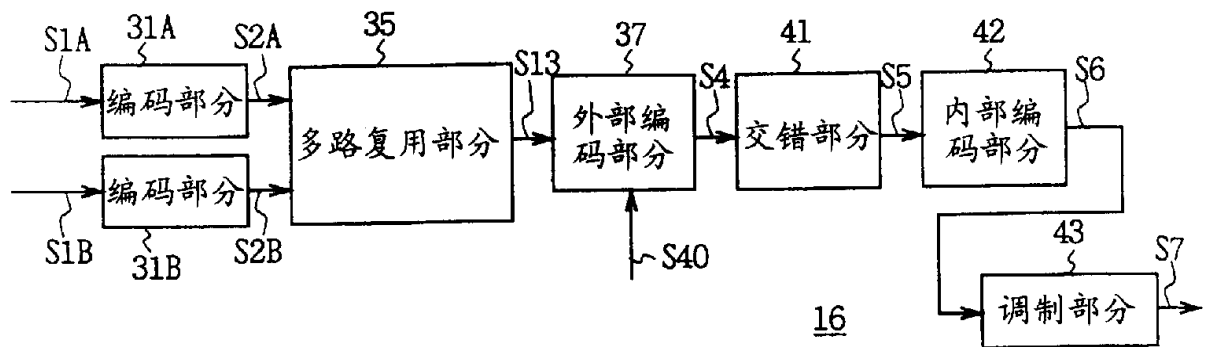 S1A
31A
S2A
编码部分
S1B
31B
S2B
编码部分
35
多路复用部分
S13
37
外部编
码部分
S40
S4
41
交错部分
S5
42
内部编
码部分
S6
43
调制部分
S7
16